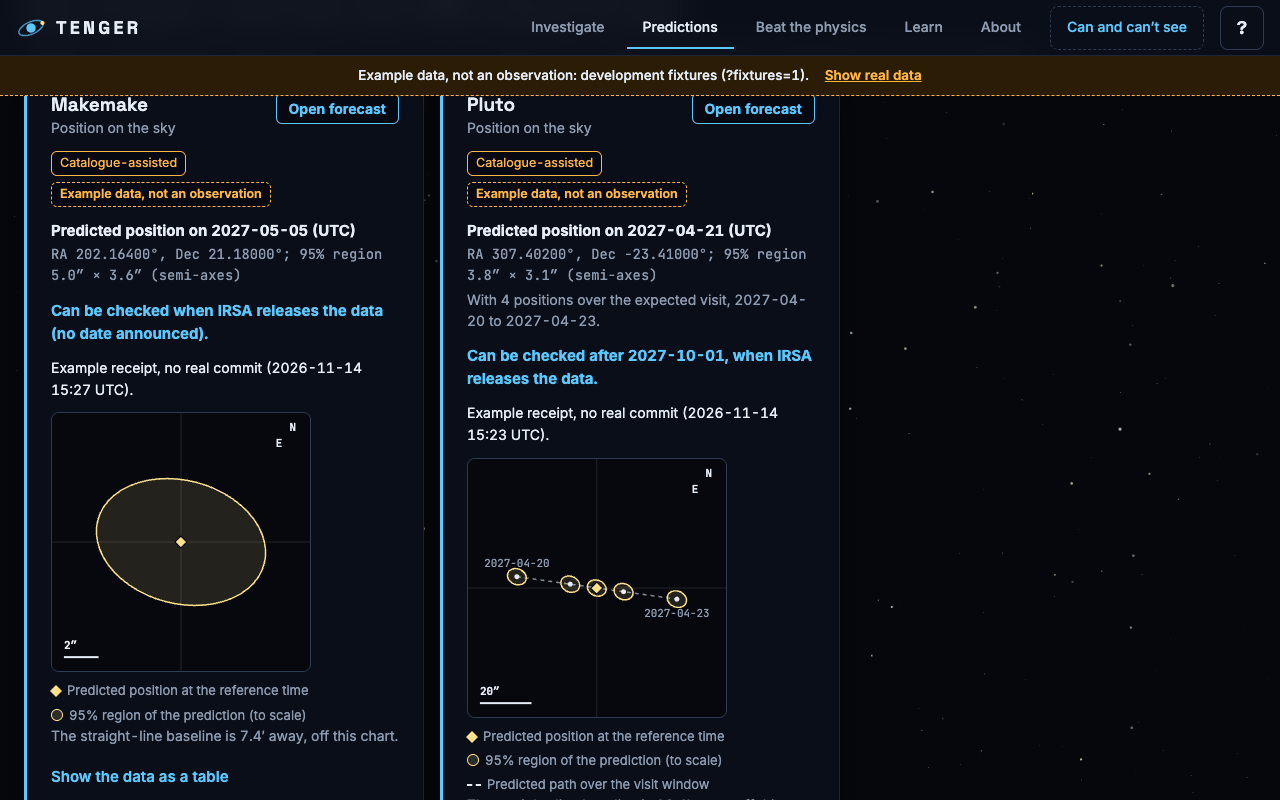 TENGER
Investigate
Predictions
Beat the physics
Learn
About
Can and can't see
?
Example data, not an observation: development fixtures (?fixtures=1). Show real data
Makemake
Open forecast
Position on the sky
Catalogue-assisted
Example data, not an observation
Predicted position on 2027-05-05 (UTC)
RA 202.16400°, Dec 21.18000°; 95% region
5.0″ × 3.6″ (semi-axes)
Can be checked when IRSA releases the data
(no date announced).
Example receipt, no real commit (2026-11-14
15:27 UTC).
N
E
2″
Predicted position at the reference time
95% region of the prediction (to scale)
The straight-line baseline is 7.4′ away, off this chart.
Show the data as a table
Pluto
Open forecast
Position on the sky
Catalogue-assisted
Example data, not an observation
Predicted position on 2027-04-21 (UTC)
RA 307.40200°, Dec -23.41000°; 95% region
3.8″ × 3.1″ (semi-axes)
With 4 positions over the expected visit, 2027-04-
20 to 2027-04-23.
Can be checked after 2027-10-01, when IRSA
releases the data.
Example receipt, no real commit (2026-11-14
15:23 UTC).
N
E
2027-04-20
2027-04-23
20″
Predicted position at the reference time
95% region of the prediction (to scale)
Predicted path over the visit window